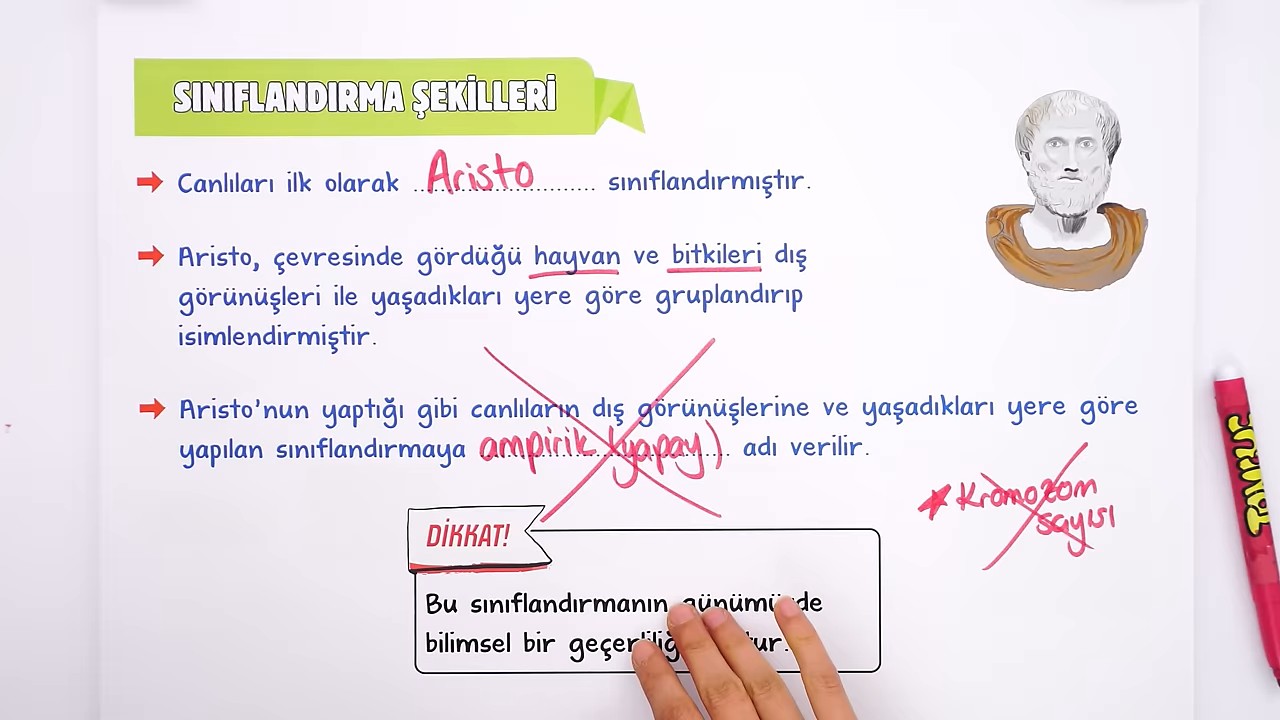 SINIFLANDIRMA ŞEKİLLERİ
Canlıları ilk olarak Aristo sınıflandırmıştır.
Aristo, çevresinde gördüğü hayvan ve bitkileri dış
görünüşleri ile yaşadıkları yere göre gruplandırıp
isimlendirmiştir.
Aristo'nun yaptığı gibi canlıların dış görünüşlerine ve yaşadıkları yere göre
yapılan sınıflandırmaya ampirik (yapay) adı verilir.
Kromozom
sayısı
DİKKAT!
Bu sınıflandırmanın
bilimsel bir